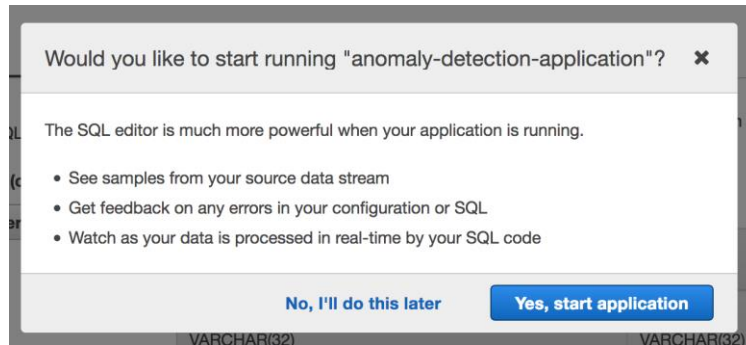 Would you like to start running "anomaly-detection-application"? ✖
The SQL editor is much more powerful when your application is running.
• See samples from your source data stream
• Get feedback on any errors in your configuration or SQL
• Watch as your data is processed in real-time by your SQL code
No, I'll do this later
Yes, start application
VARCHAR(32)
VARCHAR(32)